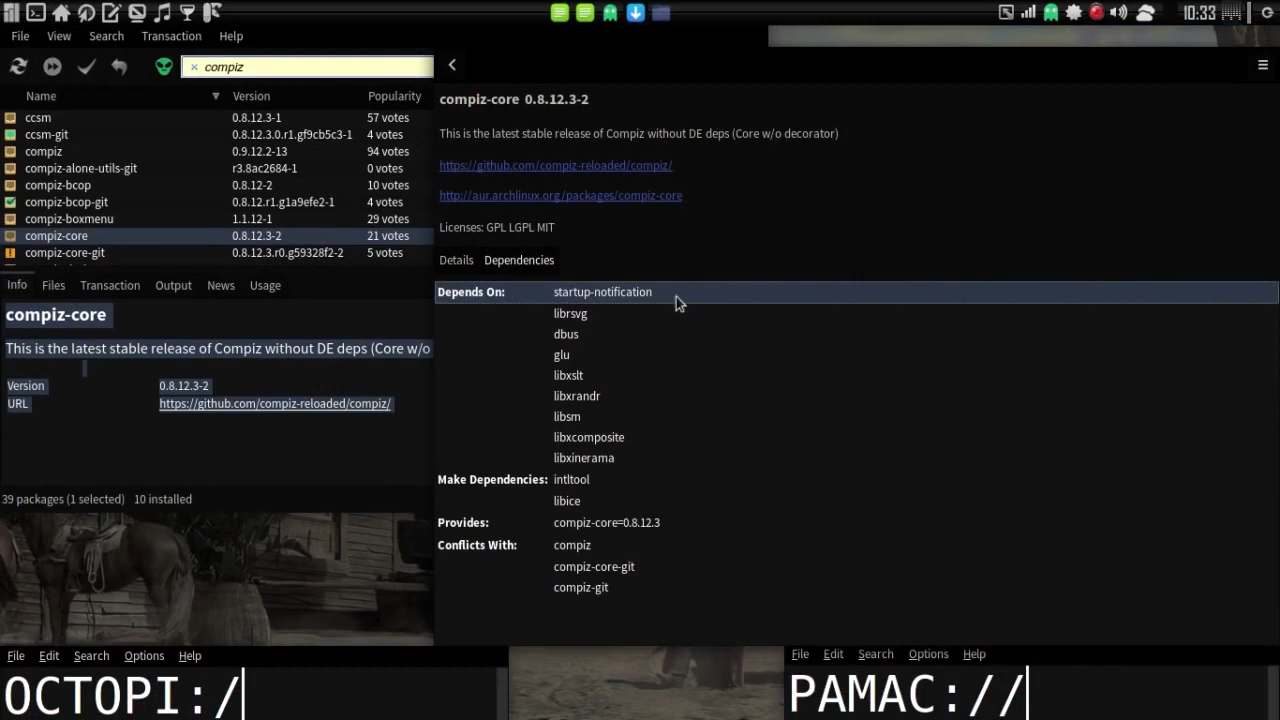 10:33
File View Search Transaction Help
compiz
Name Version Popularity
ccsm 0.8.12.3-1 57 votes
ccsm-git 0.8.12.3.0.r1.gf9cb5c3-1 4 votes
compiz 0.9.12.2-13 94 votes
compiz-alone-utils-git r3.8ac2684-1 0 votes
compiz-bcop 0.8.12-2 10 votes
compiz-bcop-git 0.8.12.r1.g1a9efe2-1 4 votes
compiz-boxmenu 1.1.12-1 29 votes
compiz-core 0.8.12.3-2 21 votes
compiz-core-git 0.8.12.3.r0.g59328f2-2 5 votes
Info Files Transaction Output News Usage
compiz-core
This is the latest stable release of Compiz without DE deps (Core w/o
Version 0.8.12.3-2
URL https://github.com/compiz-reloaded/compiz/
39 packages (1 selected) 10 installed
compiz-core 0.8.12.3-2
This is the latest stable release of Compiz without DE deps (Core w/o decorator)
https://github.com/compiz-reloaded/compiz/
http://aur.archlinux.org/packages/compiz-core
Licenses: GPL LGPL MIT
Details Dependencies
Depends On: startup-notification
librsvg
dbus
glu
libxslt
libxrandr
libsm
libxcomposite
libxinerama
Make Dependencies: intltool
libice
Provides: compiz-core=0.8.12.3
Conflicts With: compiz
compiz-core-git
compiz-git
File Edit Search Options Help
OCTOPI:/
File Edit Search Options Help
PAMAC://